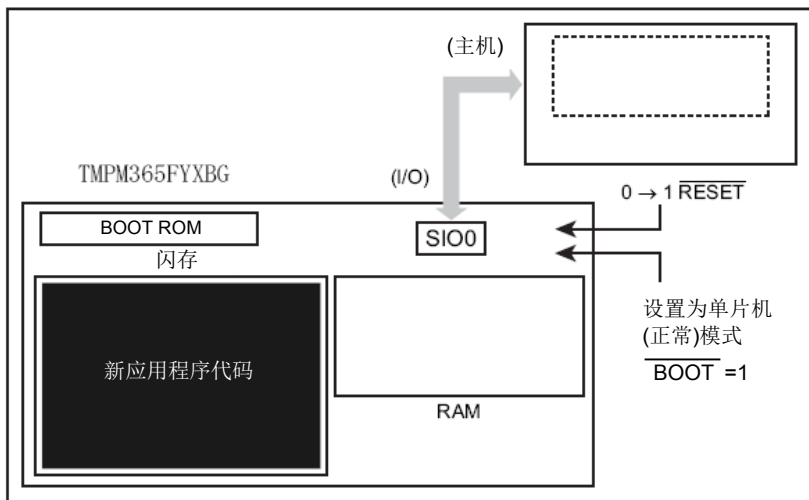 (主机)
TMPM365FYXBG
(I/O)
0 → 1 RESET
BOOT ROM
SIO0
闪存
设置为单片机
(正常)模式
BOOT =1
新应用程序代码
RAM